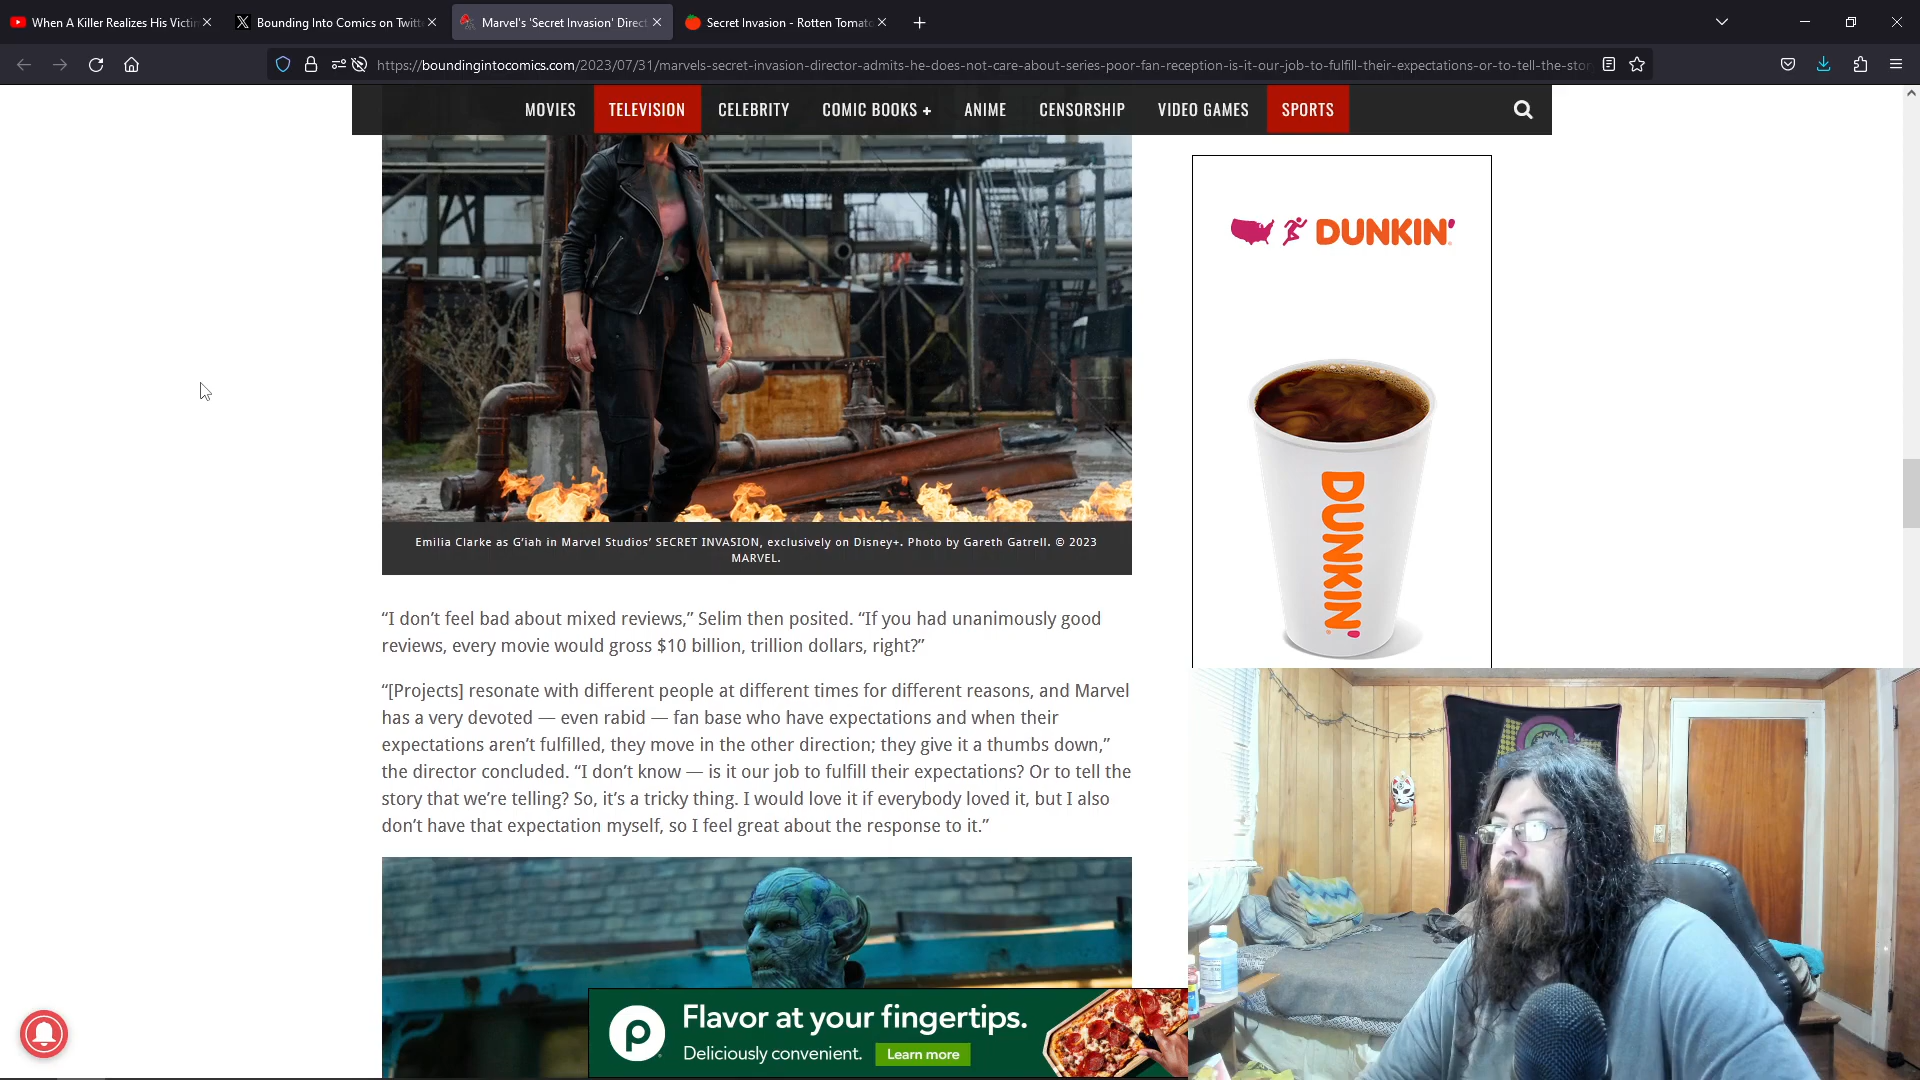 When A Killer Realizes His Victi
Bounding Into Comics on Twitt
Marvel's 'Secret Invasion' Direc
Secret Invasion - Rotten Tomato
https://boundingintocomics.com/2023/07/31/marvels-secret-invasion-director-admits-he-does-not-care-about-series-poor-fan-reception-is-it-our-job-to-fulfill-their-expectations-or-to-tell-the-stor
MOVIES TELEVISION CELEBRITY COMIC BOOKS + ANIME CENSORSHIP VIDEO GAMES SPORTS
DUNKIN'
DUNKIN'
Emilia Clarke as G’iah in Marvel Studios’ SECRET INVASION, exclusively on Disney+. Photo by Gareth Gatrell. © 2023
MARVEL.
“I don’t feel bad about mixed reviews,” Selim then posited. “If you had unanimously good
reviews, every movie would gross $10 billion, trillion dollars, right?”
“[Projects] resonate with different people at different times for different reasons, and Marvel
has a very devoted — even rabid — fan base who have expectations and when their
expectations aren’t fulfilled, they move in the other direction; they give it a thumbs down,”
the director concluded. “I don’t know — is it our job to fulfill their expectations? Or to tell the
story that we’re telling? So, it’s a tricky thing. I would love it if everybody loved it, but I also
don’t have that expectation myself, so I feel great about the response to it.”
P
Flavor at your fingertips.
Deliciously convenient. Learn more